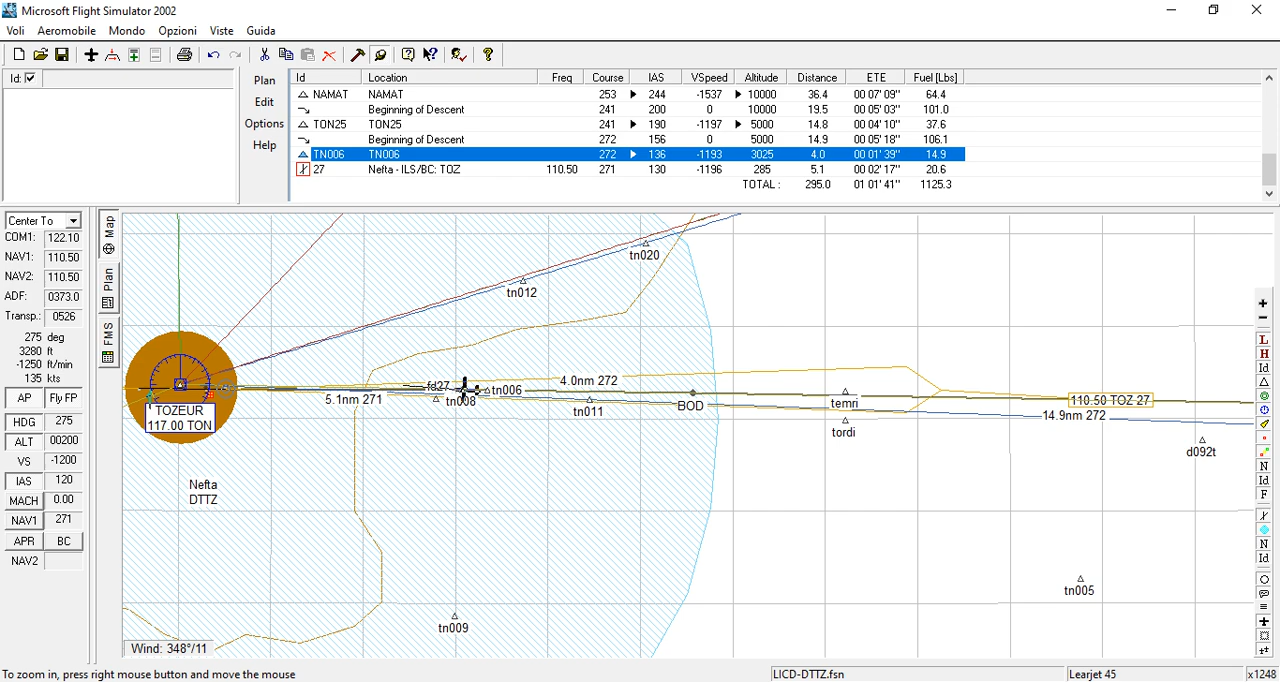 Microsoft Flight Simulator 2002
Voli Aeromobile Mondo Opzioni Viste Guida
Id:
Plan
Edit
Options
Help
Id Location Freq Course IAS VSpeed Altitude Distance ETE Fuel [Lbs]
NAMAT NAMAT 253 244 -1537 10000 36.4 00 07' 09" 64.4
Beginning of Descent 241 200 0 10000 19.5 00 05' 03" 101.0
TON25 TON25 241 190 -1197 5000 14.8 00 04' 10" 37.6
Beginning of Descent 272 156 0 5000 14.9 00 05' 18" 106.1
TN006 TN006 272 136 -1193 3025 4.0 00 01' 39" 14.9
27 Nefta - ILS/BC: TOZ 110.50 271 130 -1196 285 5.1 00 02' 17" 20.6
TOTAL : 295.0 01 01' 41" 1125.3
Center To
COM1: 122.10
NAV1: 110.50
NAV2: 110.50
ADF: 0373.0
Transp.: 0526
275 deg
3280 ft
-1250 ft/min
135 kts
AP Fly FP
HDG 275
ALT 00200
VS -1200
IAS 120
MACH 0.00
NAV1 271
APR BC
NAV2
Map
Plan
FMS
tn020
tn012
4.0nm 272
fd27
tn006
5.1nm 271
tn008
tn011
BOD
temri
110.50 TOZ 27
14.9nm 272
TOZEUR
117.00 TON
tordi
d092t
Nefta
DTTZ
tn005
tn009
Wind: 348°/11
L
H
Id
N
Id
F
N
Id
To zoom in, press right mouse button and move the mouse
LICD-DTTZ.fsn
Learjet 45
x1248